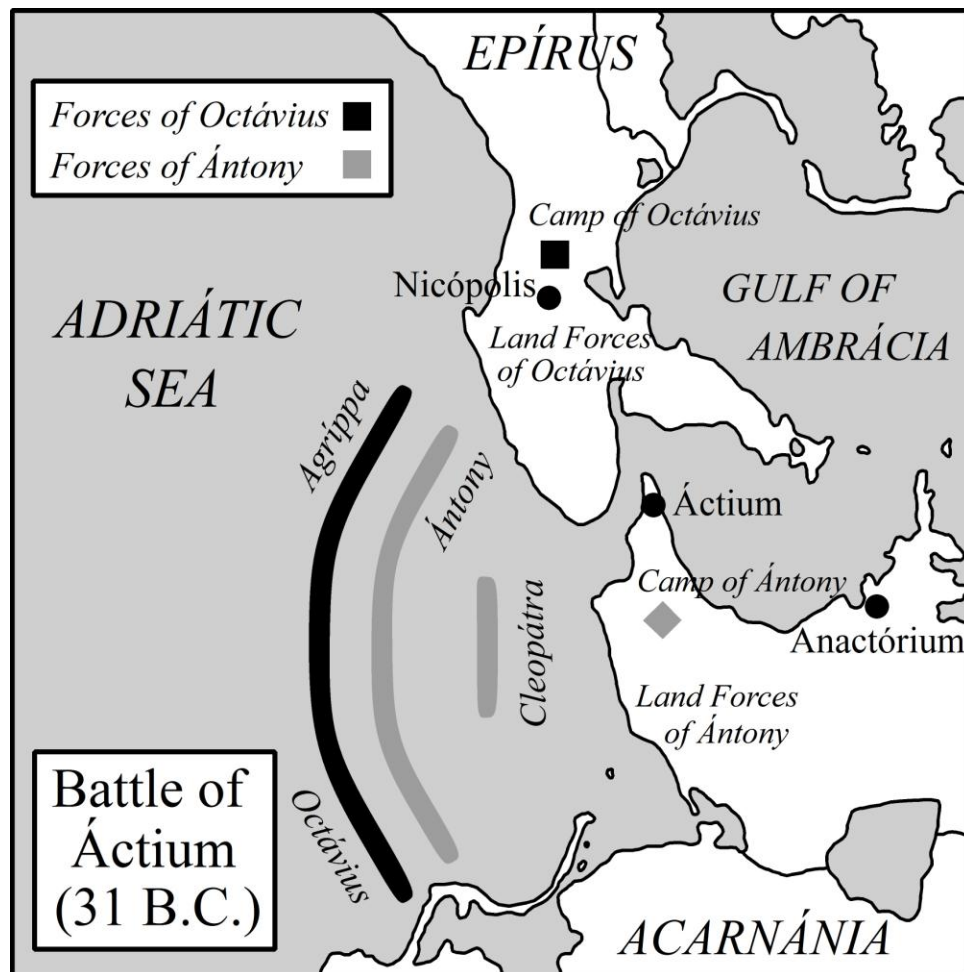 EPÍRUS
Forces of Octávius
Forces of Ántony
Camp of Octávius
Nicópolis
GULF OF
AMBRÁCIA
ADRIÁTIC
SEA
Land Forces
of Octávius
Agríppa
Ántony
Áctium
Camp of Ántony
Anactórium
Cleopátra
Land Forces
of Ántony
Octávius
Battle of
Áctium
(31 B.C.)
ACARNÁNIA